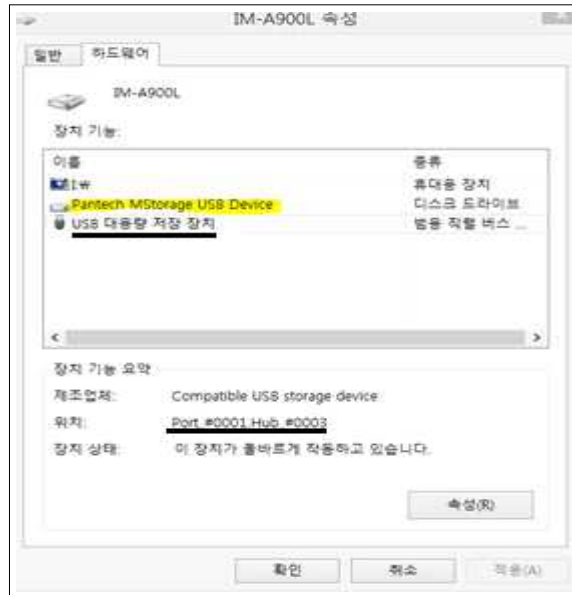 IM-A900L 속성
일반 하드웨어
IM-A900L
장치 기능:
이름 종류
I:₩ 휴대용 장치
Pantech MStorage USB Device 디스크 드라이브
USB 대용량 저장 장치 범용 직렬 버스 ...
장치 기능 요약
제조업체: Compatible USB storage device
위치: Port_#0001.Hub_#0003
장치 상태: 이 장치가 올바르게 작동하고 있습니다.
속성(R)
확인 취소 적용(A)